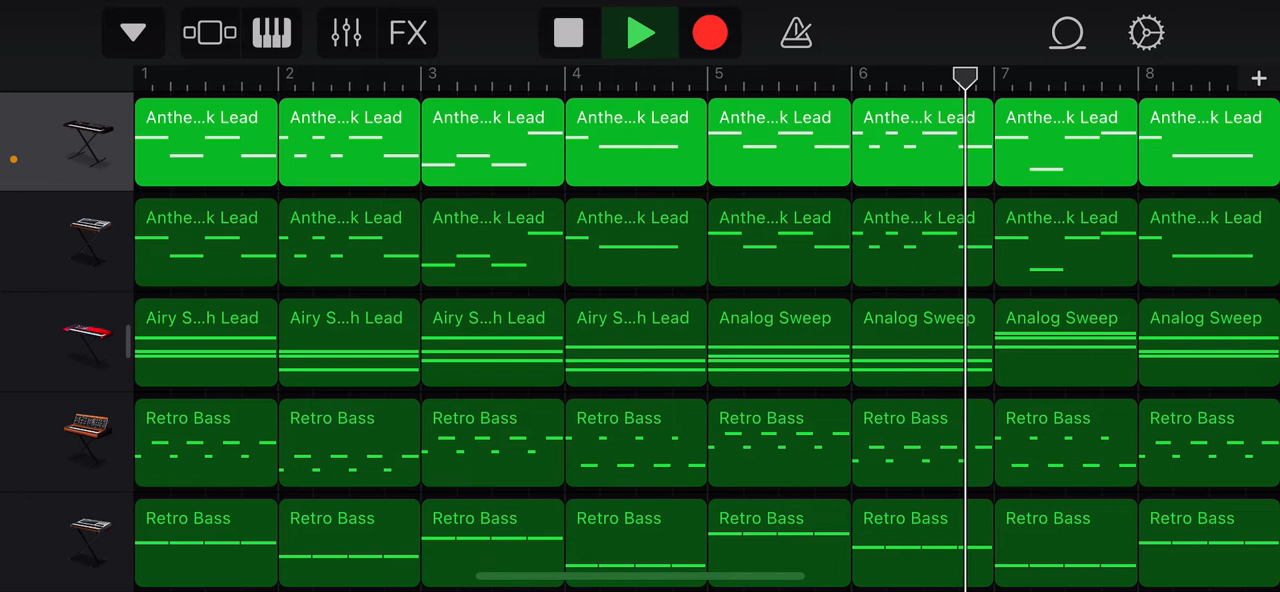 FX
1 2 3 4 5 6 7 8 +
Anthe...k Lead Anthe...k Lead Anthe...k Lead Anthe...k Lead Anthe...k Lead Anthe...k Lead Anthe...k Lead Anthe...k Lead
Anthe...k Lead Anthe...k Lead Anthe...k Lead Anthe...k Lead Anthe...k Lead Anthe...k Lead Anthe...k Lead Anthe...k Lead
Airy S...h Lead Airy S...h Lead Airy S...h Lead Airy S...h Lead Analog Sweep Analog Sweep Analog Sweep Analog Sweep
Retro Bass Retro Bass Retro Bass Retro Bass Retro Bass Retro Bass Retro Bass Retro Bass
Retro Bass Retro Bass Retro Bass Retro Bass Retro Bass Retro Bass Retro Bass Retro Bass